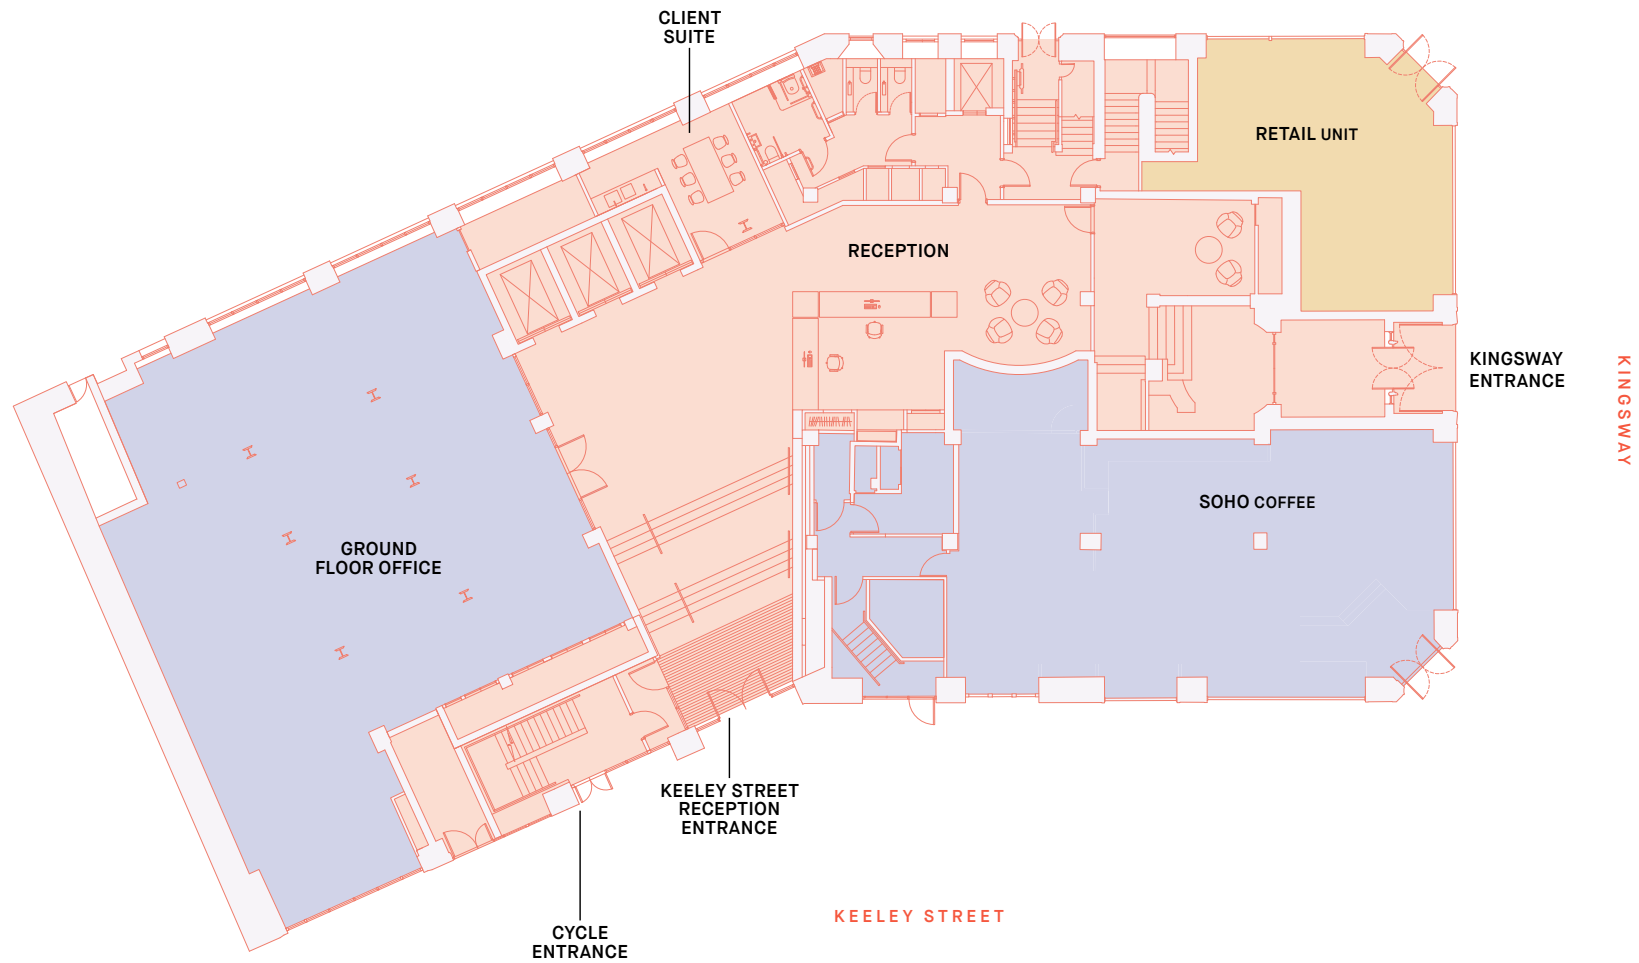 CLIENT
SUITE
RETAIL UNIT
RECEPTION
KINGSWAY
ENTRANCE
KINGSWAY
SOHO COFFEE
GROUND
FLOOR OFFICE
KEELEY STREET
RECEPTION
ENTRANCE
KEELEY STREET
CYCLE
ENTRANCE